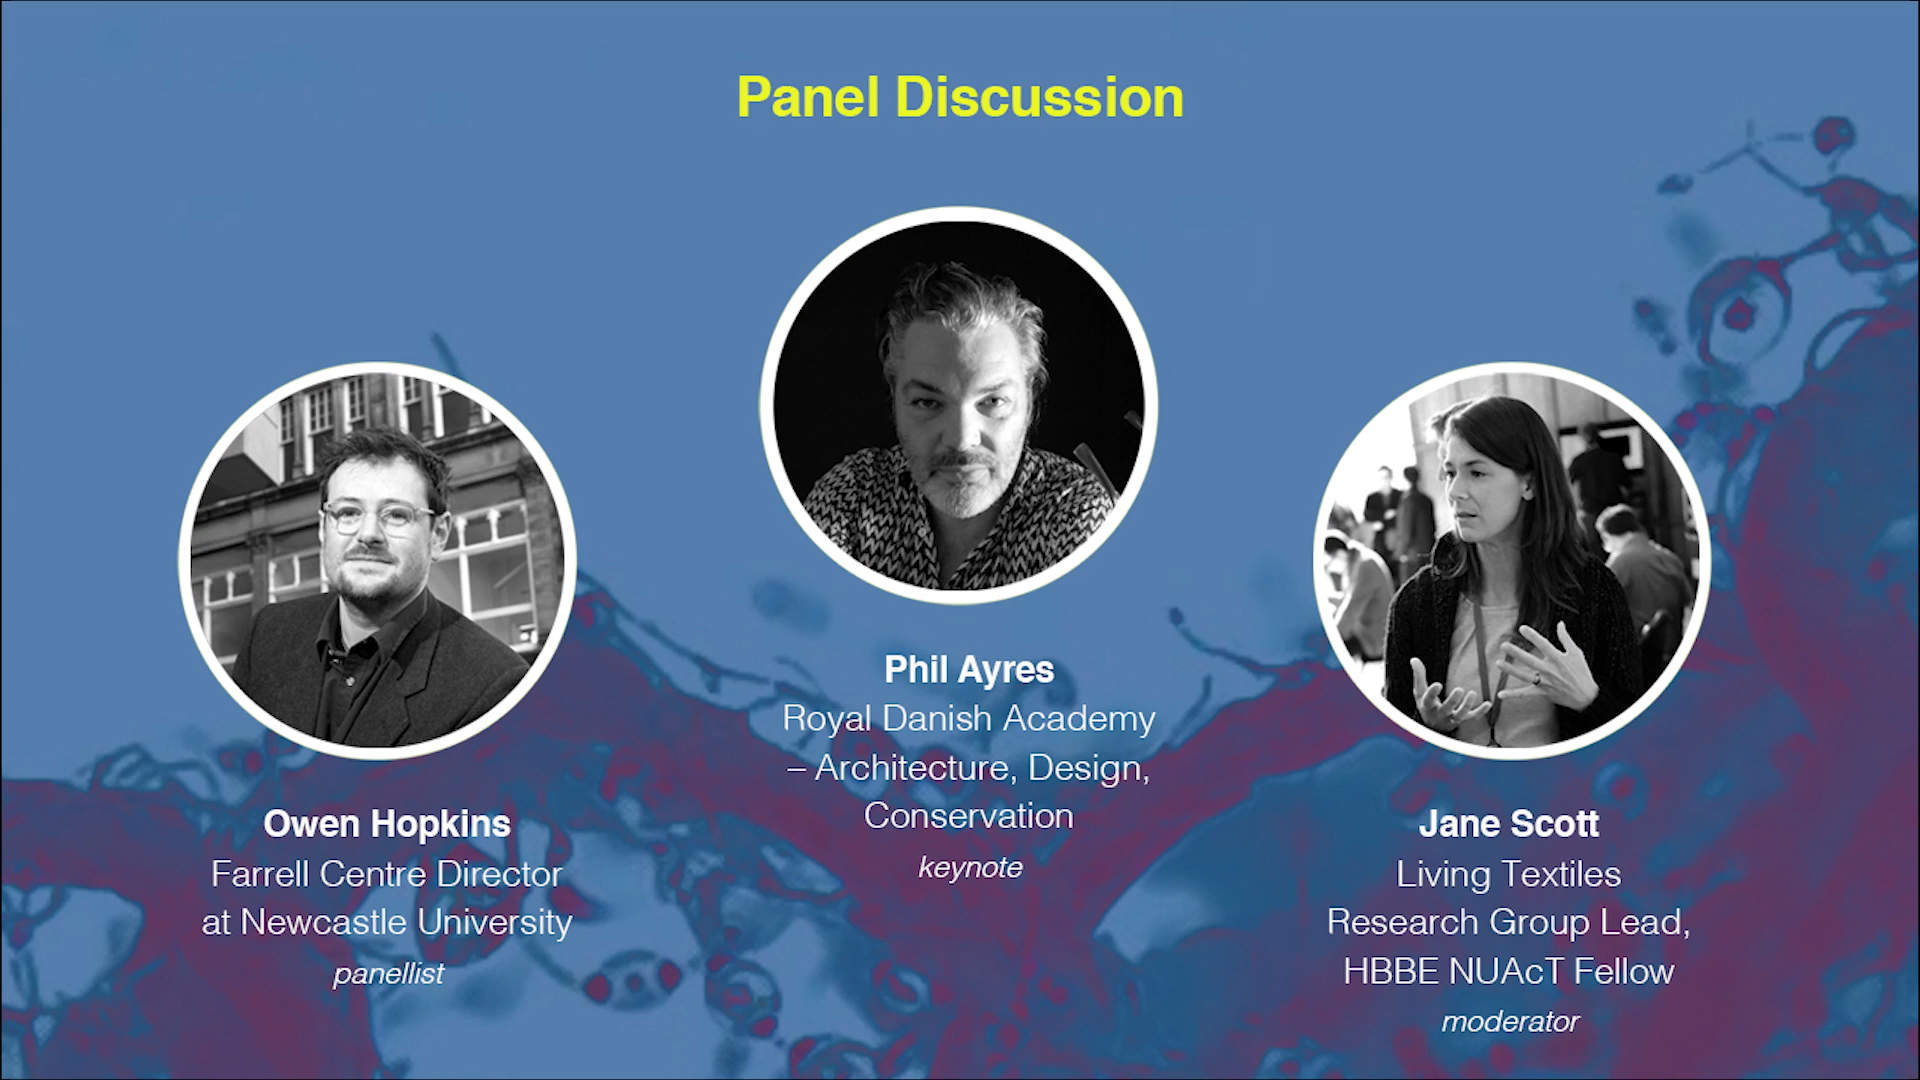 Panel Discussion
Owen Hopkins
Farrell Centre Director
at Newcastle University
panellist
Phil Ayres
Royal Danish Academy
– Architecture, Design,
Conservation
keynote
Jane Scott
Living Textiles
Research Group Lead,
HBBE NUAcT Fellow
moderator